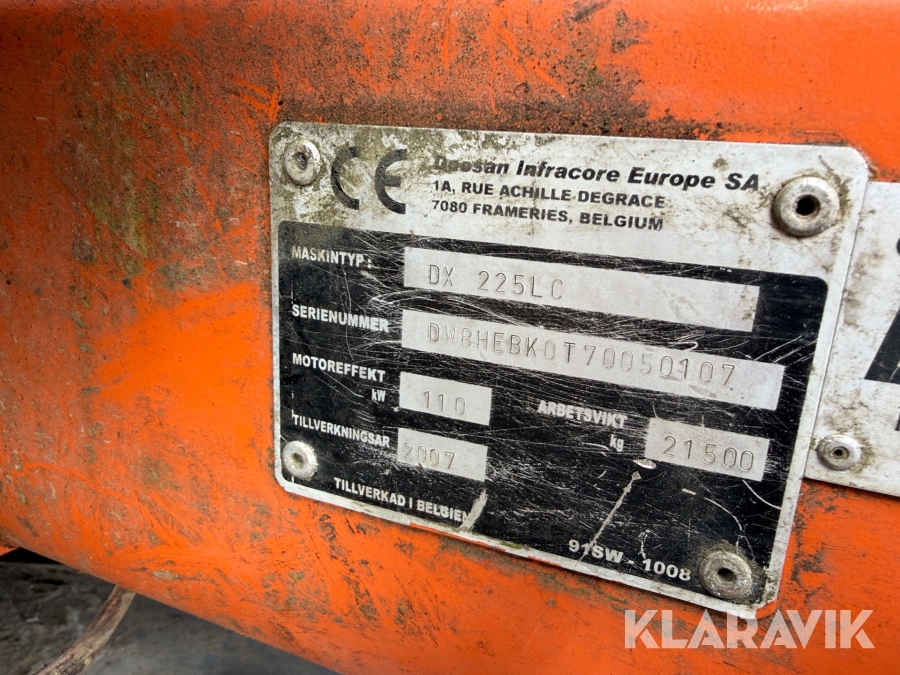 CE
Doosan Infracore Europe SA
1A, RUE ACHILLE DEGRACE
7080 FRAMERIES, BELGIUM
MASKINTYP: DX 225LC
SERIENUMMER DWBHEBK0T70050107
MOTOREFFEKT kW 110 ARBETSVIKT kg 21500
TILLVERKNINGSAR 2007
TILLVERKAD I BELGIEN
91SW - 1008
KLARAVIK